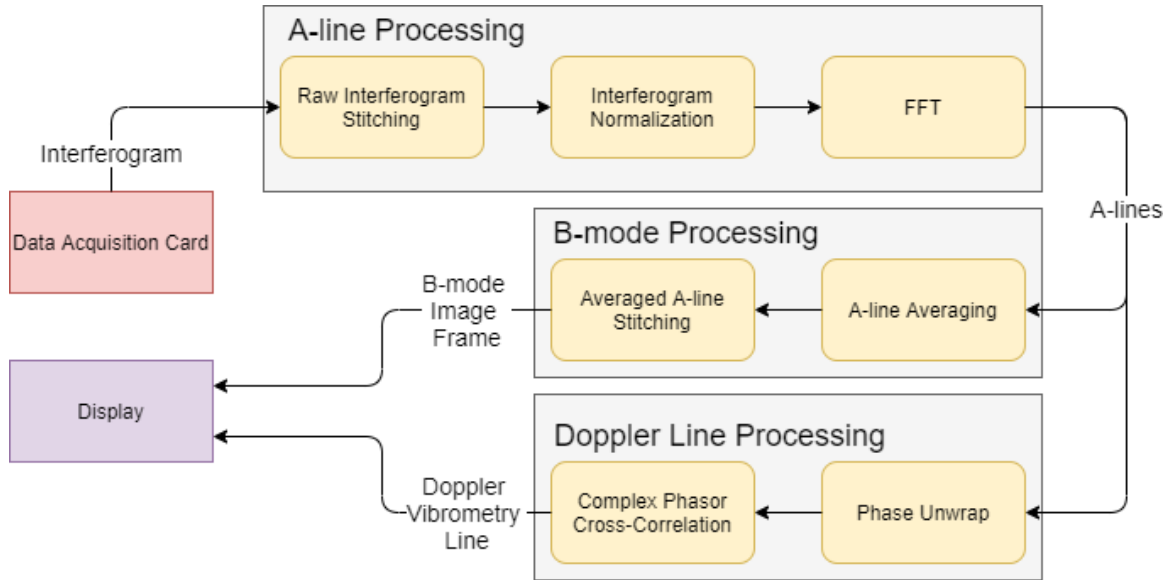 A-line Processing
Raw Interferogram
Stitching
Interferogram
Normalization
FFT
Interferogram
Data Acquisition Card
A-lines
B-mode Processing
B-mode
Image
Frame
Averaged A-line
Stitching
A-line Averaging
Display
Doppler Line Processing
Doppler
Vibrometry
Line
Complex Phasor
Cross-Correlation
Phase Unwrap